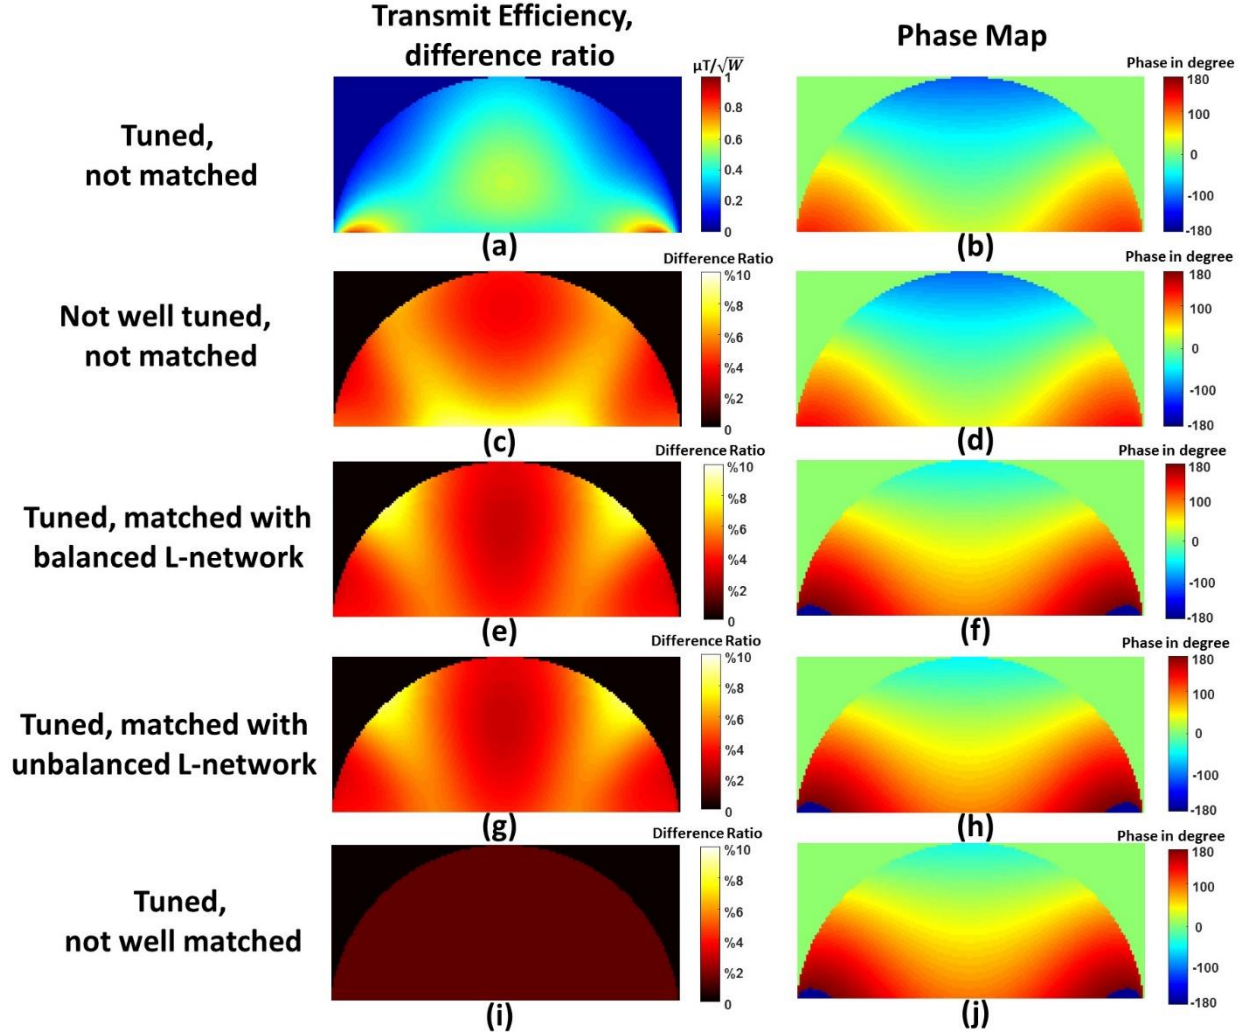 Transmit Efficiency,
difference ratio
Phase Map
Tuned,
not matched
μT/√W
1
0.8
0.6
0.4
0.2
0
(a)
Phase in degree
180
100
0
-100
-180
(b)
Not well tuned,
not matched
Difference Ratio
%10
%8
%6
%4
%2
0
(c)
Phase in degree
180
100
0
-100
-180
(d)
Tuned, matched with
balanced L-network
Difference Ratio
%10
%8
%6
%4
%2
0
(e)
Phase in degree
180
100
0
-100
-180
(f)
Tuned, matched with
unbalanced L-network
Difference Ratio
%10
%8
%6
%4
%2
0
(g)
Phase in degree
180
100
0
-100
-180
(h)
Tuned,
not well matched
Difference Ratio
%10
%8
%6
%4
%2
0
(i)
Phase in degree
180
100
0
-100
-180
(j)